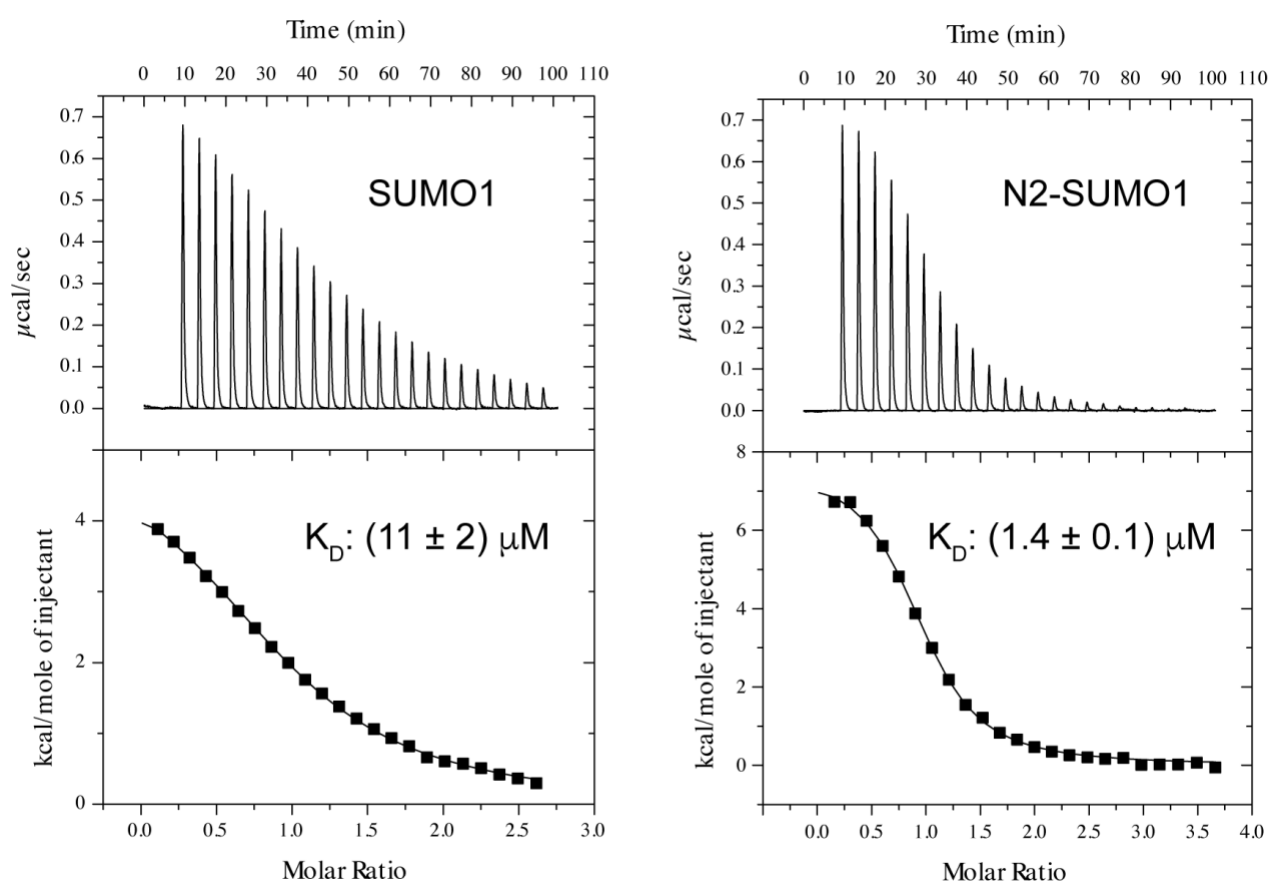 Time (min)
0 10 20 30 40 50 60 70 80 90 100 110
0.7
0.6
0.5
0.4
0.3
0.2
0.1
0.0
µcal/sec
SUMO1
4
2
0
kcal/mole of injectant
K_D: (11 ± 2) µM
0.0 0.5 1.0 1.5 2.0 2.5 3.0
Molar Ratio
Time (min)
0 10 20 30 40 50 60 70 80 90 100 110
0.7
0.6
0.5
0.4
0.3
0.2
0.1
0.0
µcal/sec
N2-SUMO1
8
6
4
2
0
kcal/mole of injectant
K_D: (1.4 ± 0.1) µM
0.0 0.5 1.0 1.5 2.0 2.5 3.0 3.5 4.0
Molar Ratio